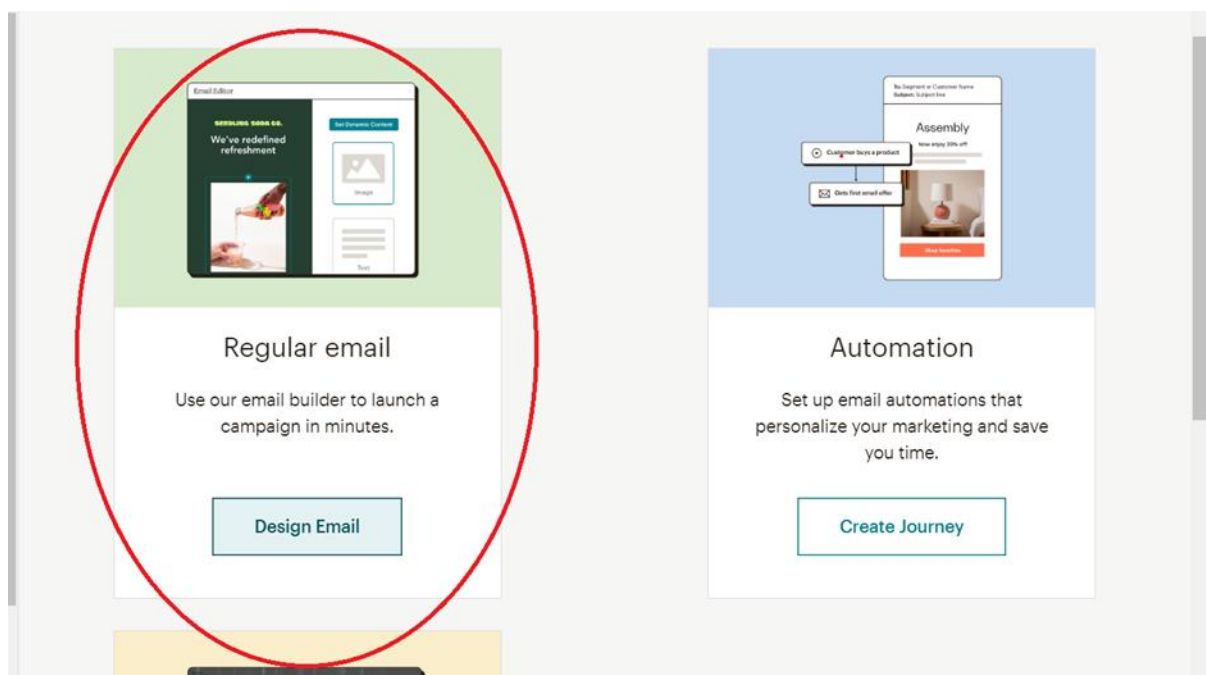 Email Editor
SEEDLING SODA CO.
We've redefined
refreshment
Set Dynamic Content
Image
Text
Regular email
Use our email builder to launch a
campaign in minutes.
Design Email
Subject:
Assembly
Now enjoy 20% off
Customer buys a product
Gets first email offer
Automation
Set up email automations that
personalize your marketing and save
you time.
Create Journey